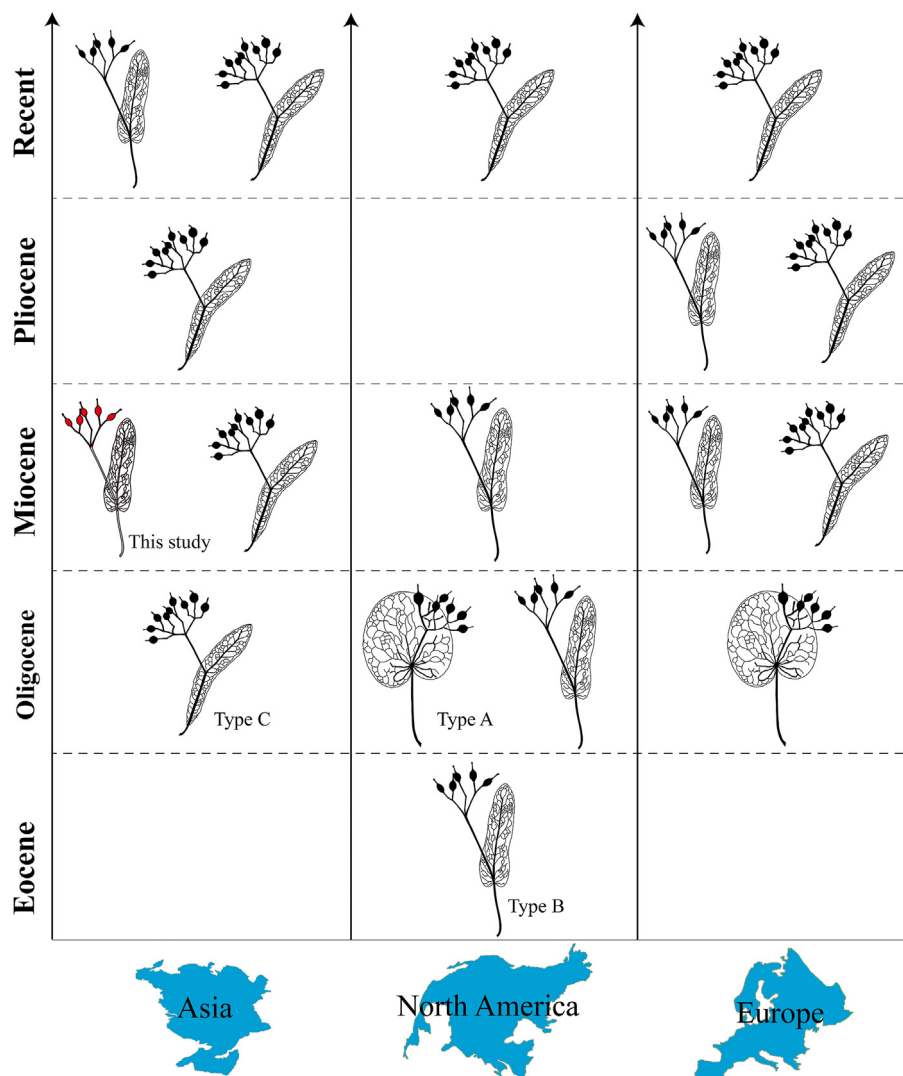 Recent
Pliocene
Miocene
This study
Oligocene
Type C
Type A
Eocene
Type B
Asia
North America
Europe